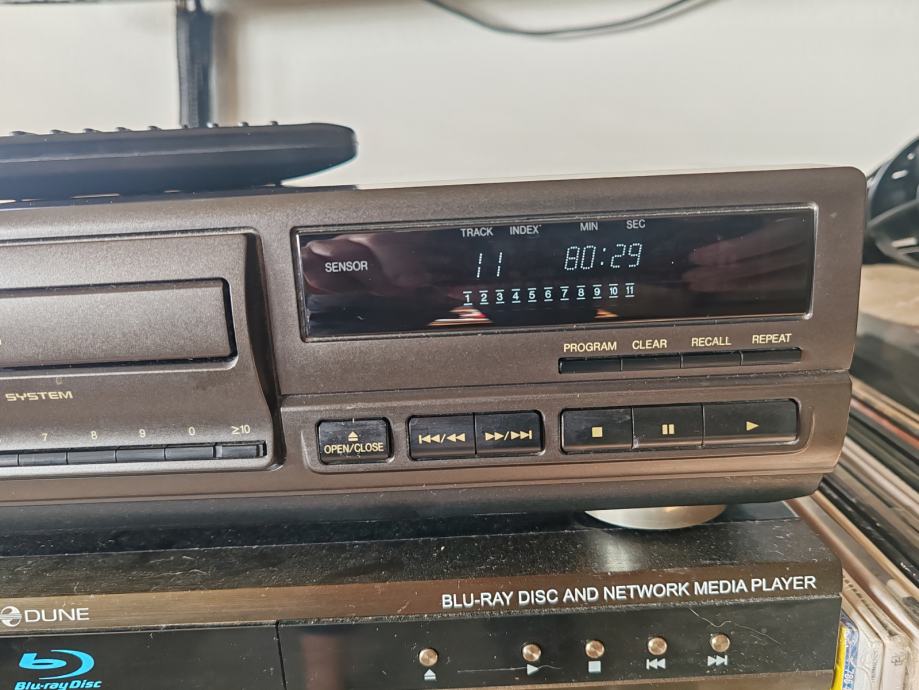 TRACK INDEX MIN SEC
SENSOR 11 80:29
1 2 3 4 5 6 7 8 9 10 11
PROGRAM CLEAR RECALL REPEAT
SYSTEM
7 8 9 0 ≥10
OPEN/CLOSE
BLU-RAY DISC AND NETWORK MEDIA PLAYER
DUNE
Blu-ray Disc